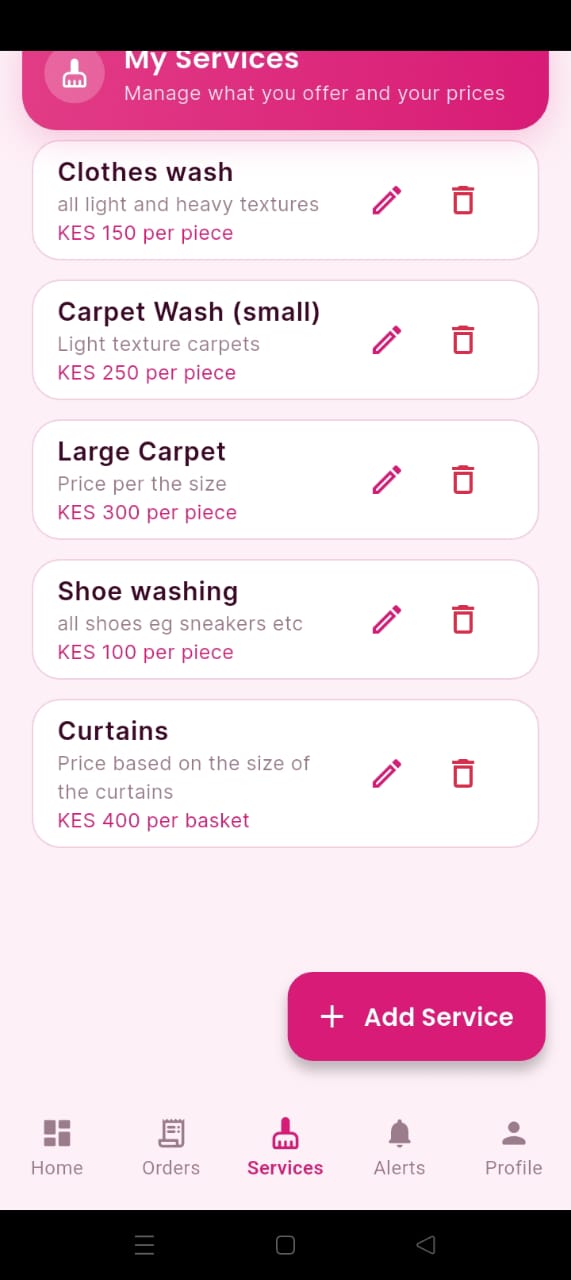 My Services
Manage what you offer and your prices
Clothes wash
all light and heavy textures
KES 150 per piece
Carpet Wash (small)
Light texture carpets
KES 250 per piece
Large Carpet
Price per the size
KES 300 per piece
Shoe washing
all shoes eg sneakers etc
KES 100 per piece
Curtains
Price based on the size of
the curtains
KES 400 per basket
+ Add Service
Home
Orders
Services
Alerts
Profile